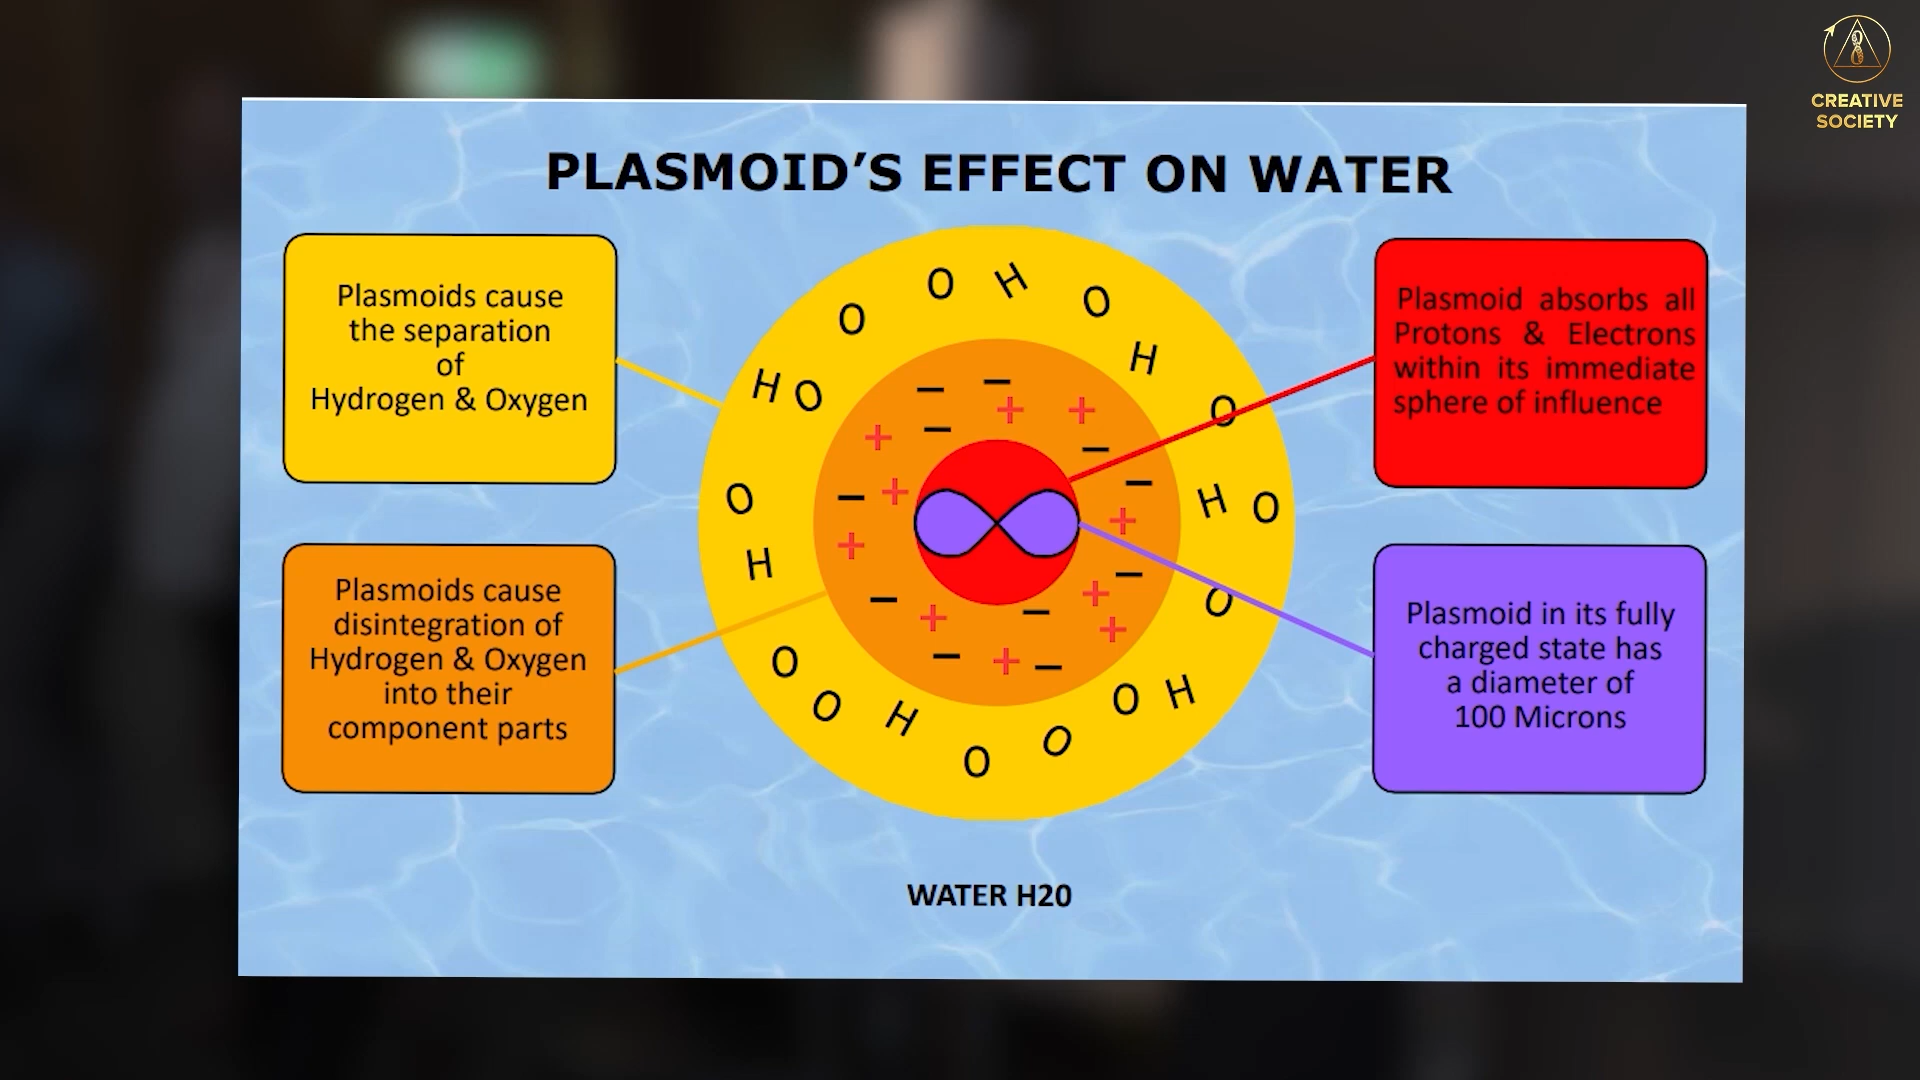 CREATIVE
SOCIETY
PLASMOID'S EFFECT ON WATER
Plasmoids cause
the separation
of
Hydrogen & Oxygen
Plasmoids cause
disintegration of
Hydrogen & Oxygen
into their
component parts
O H O
O
H
H O
O
O
H O
H
O
O
O H
O H
O
O
− −
+ +
+ −
−
− +
−
+
+
−
− +
+ −
+
− + −
Plasmoid absorbs all
Protons & Electrons
within its immediate
sphere of influence
Plasmoid in its fully
charged state has
a diameter of
100 Microns
WATER H20